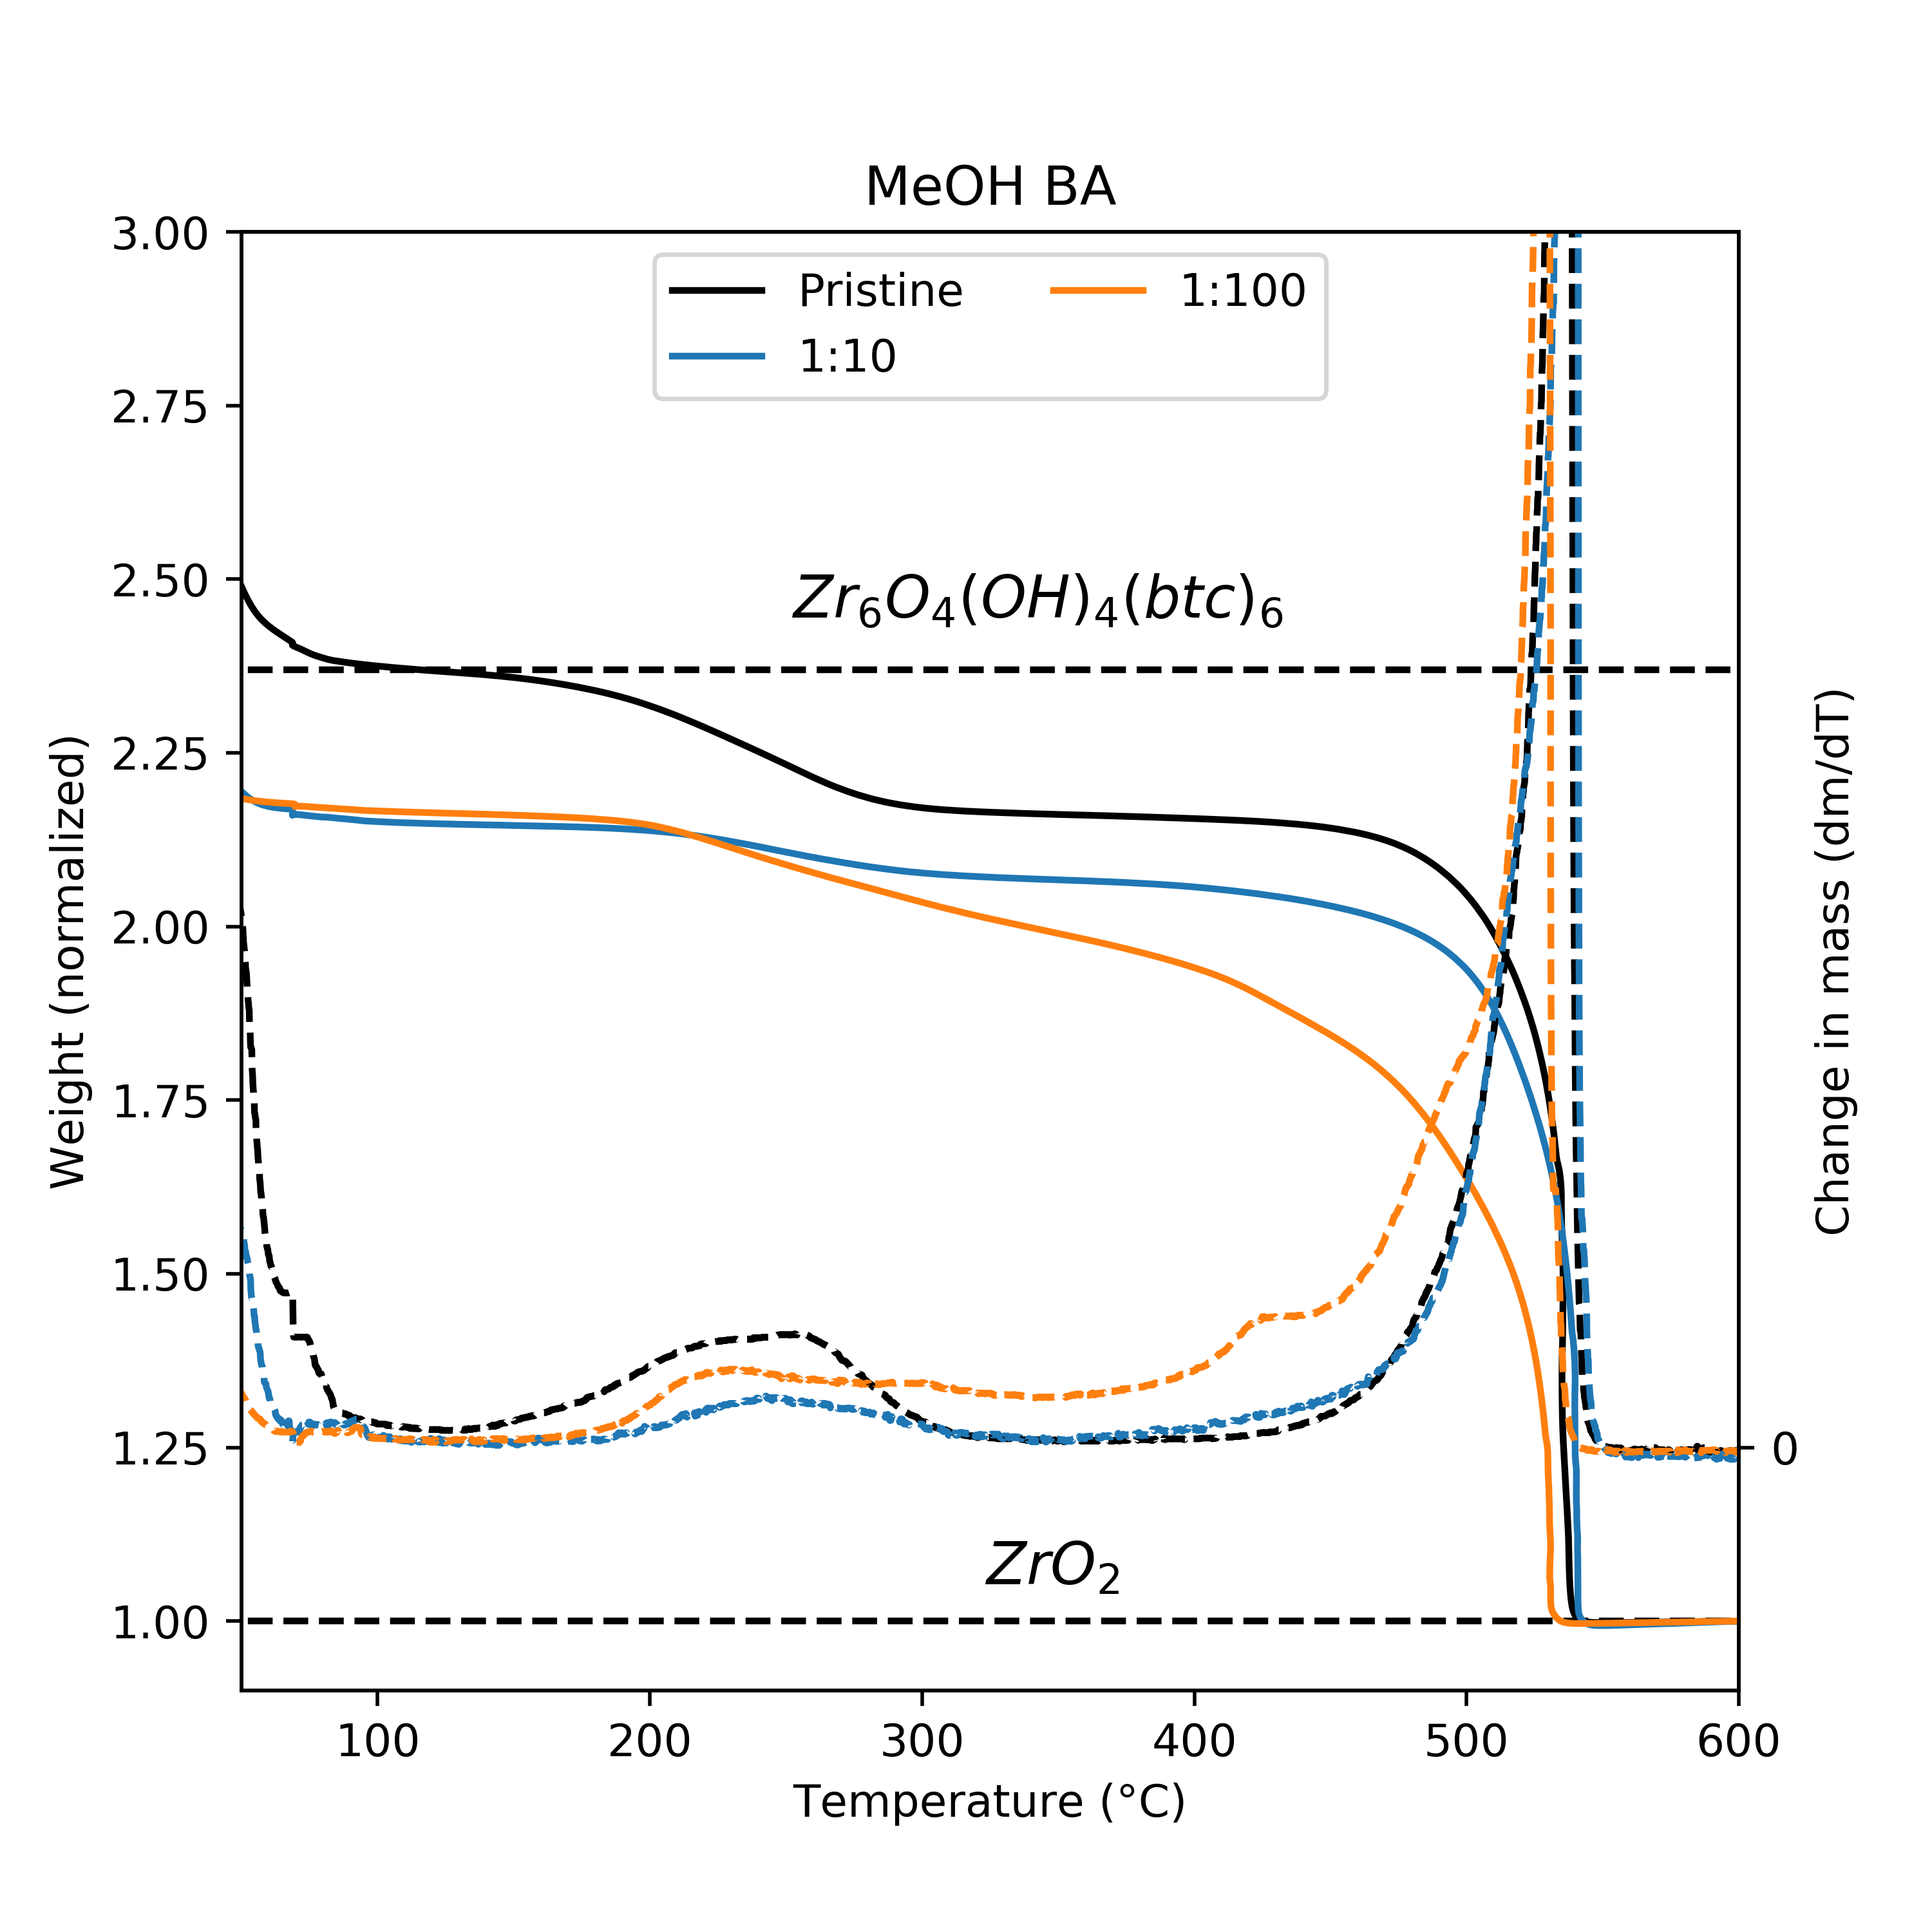 MeOH BA
Pristine
1:10
1:100
3.00
2.75
2.50
2.25
2.00
1.75
1.50
1.25
1.00
Weight (normalized)
Zr₆O₄(OH)₄(btc)₆
ZrO₂
Change in mass (dm/dT)
0
100 200 300 400 500 600
Temperature (°C)